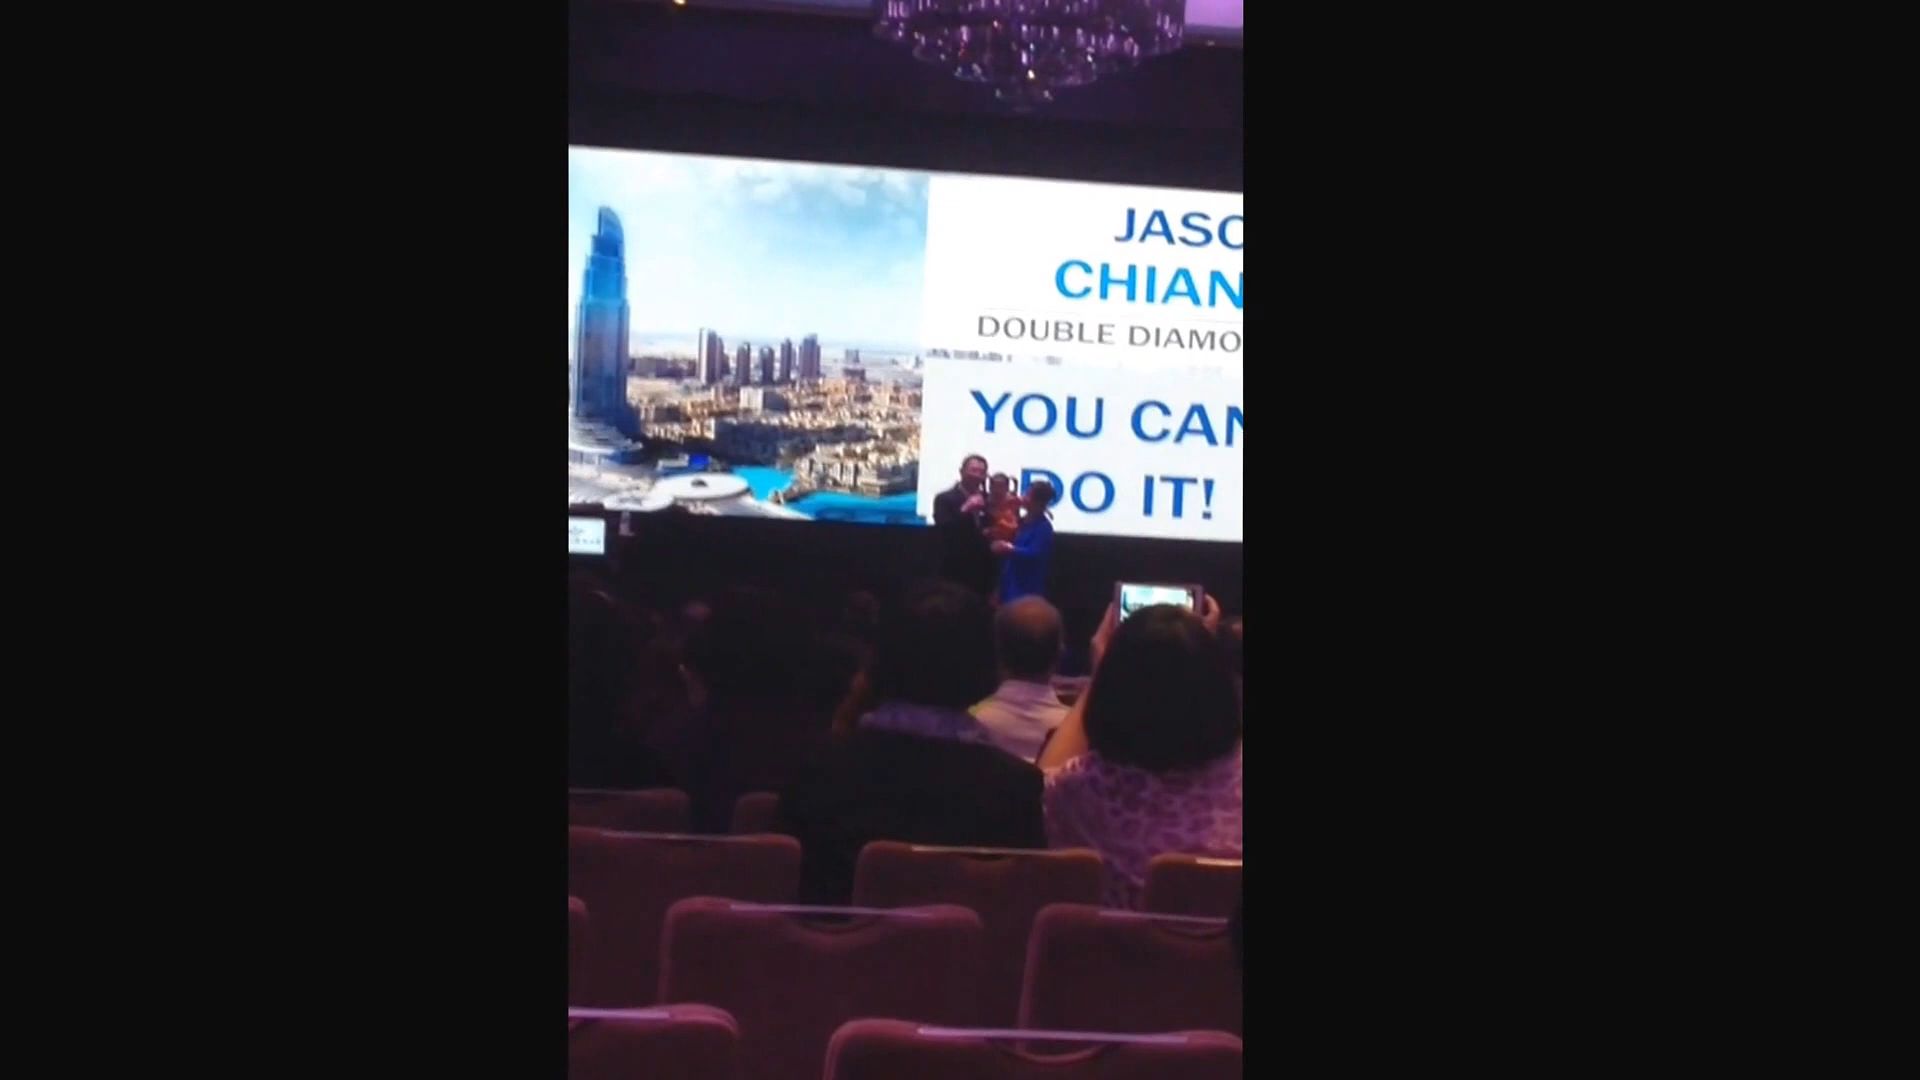 JASO
CHIAN
DOUBLE DIAMO
YOU CAN
DO IT!